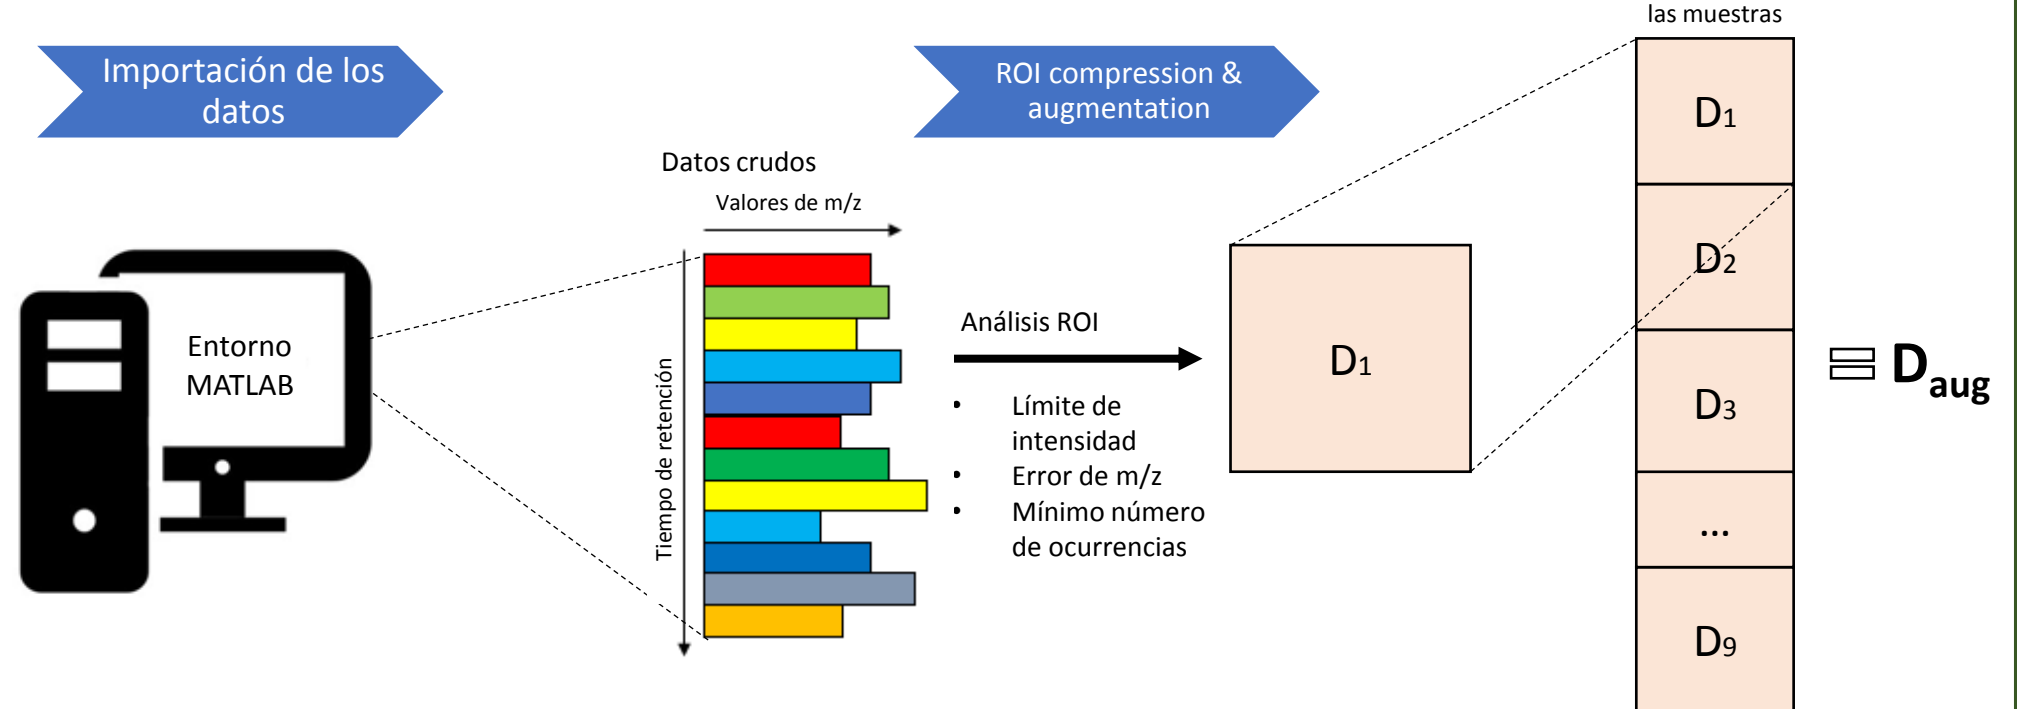 las muestras
Importación de los
datos
ROI compression &
augmentation
Datos crudos
Valores de m/z
Tiempo de retención
Entorno
MATLAB
Análisis ROI
• Límite de
intensidad
• Error de m/z
• Mínimo número
de ocurrencias
D1
D1
D2
D3
...
D9
= Daug